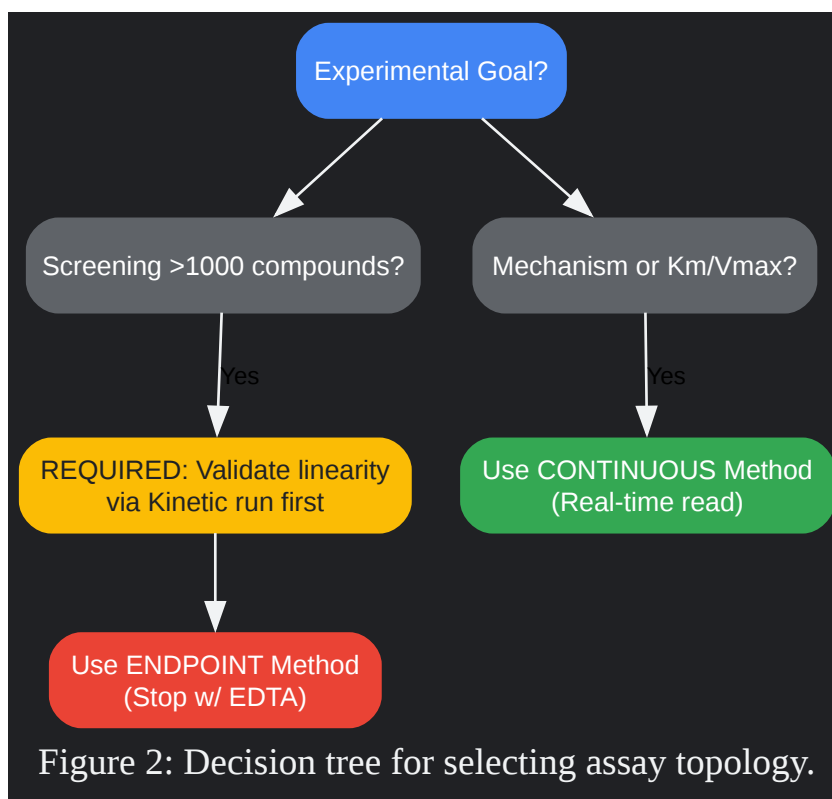 Experimental Goal?
Screening >1000 compounds?
Mechanism or Km/Vmax?
Yes
Yes
REQUIRED: Validate linearity
via Kinetic run first
Use CONTINUOUS Method
(Real-time read)
Use ENDPOINT Method
(Stop w/ EDTA)
Figure 2: Decision tree for selecting assay topology.